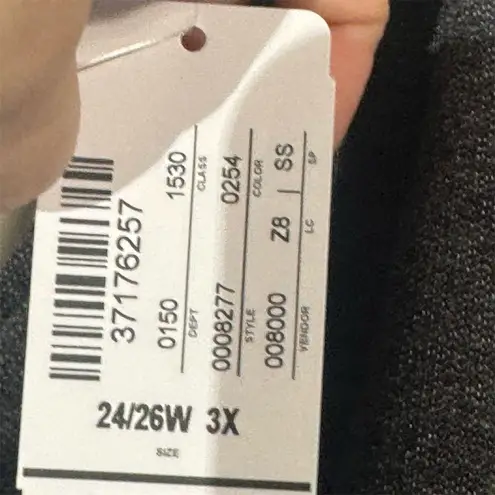 37176257
0150 1530
DEPT CLASS
0008277 0254
STYLE COLOR
008000 Z8 | SS
VENDOR LC SP
24/26W 3X
SIZE